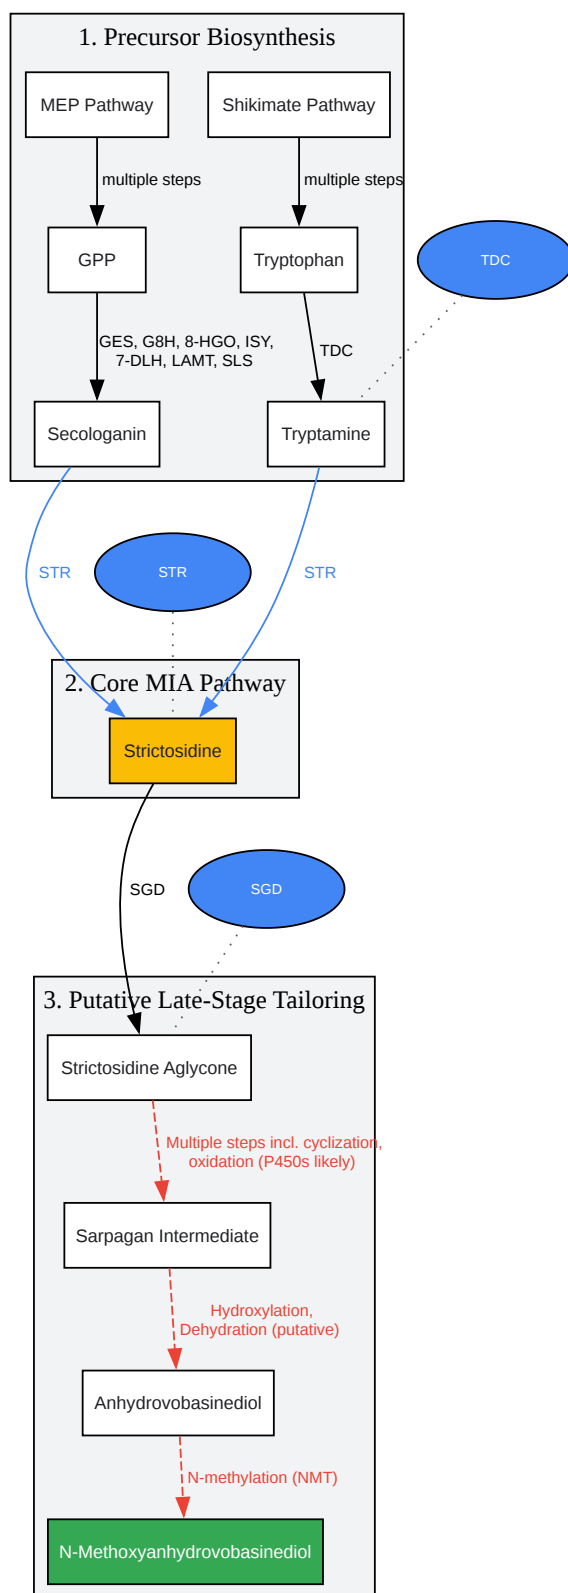 1. Precursor Biosynthesis
MEP Pathway
Shikimate Pathway
multiple steps
multiple steps
GPP
Tryptophan
TDC
GES, G8H, 8-HGO, ISY,
7-DLH, LAMT, SLS
TDC
Secologanin
Tryptamine
STR
STR
STR
2. Core MIA Pathway
Strictosidine
SGD
SGD
3. Putative Late-Stage Tailoring
Strictosidine Aglycone
Multiple steps incl. cyclization,
oxidation (P450s likely)
Sarpagan Intermediate
Hydroxylation,
Dehydration (putative)
Anhydrovobasinediol
N-methylation (NMT)
N-Methoxyanhydrovobasinediol